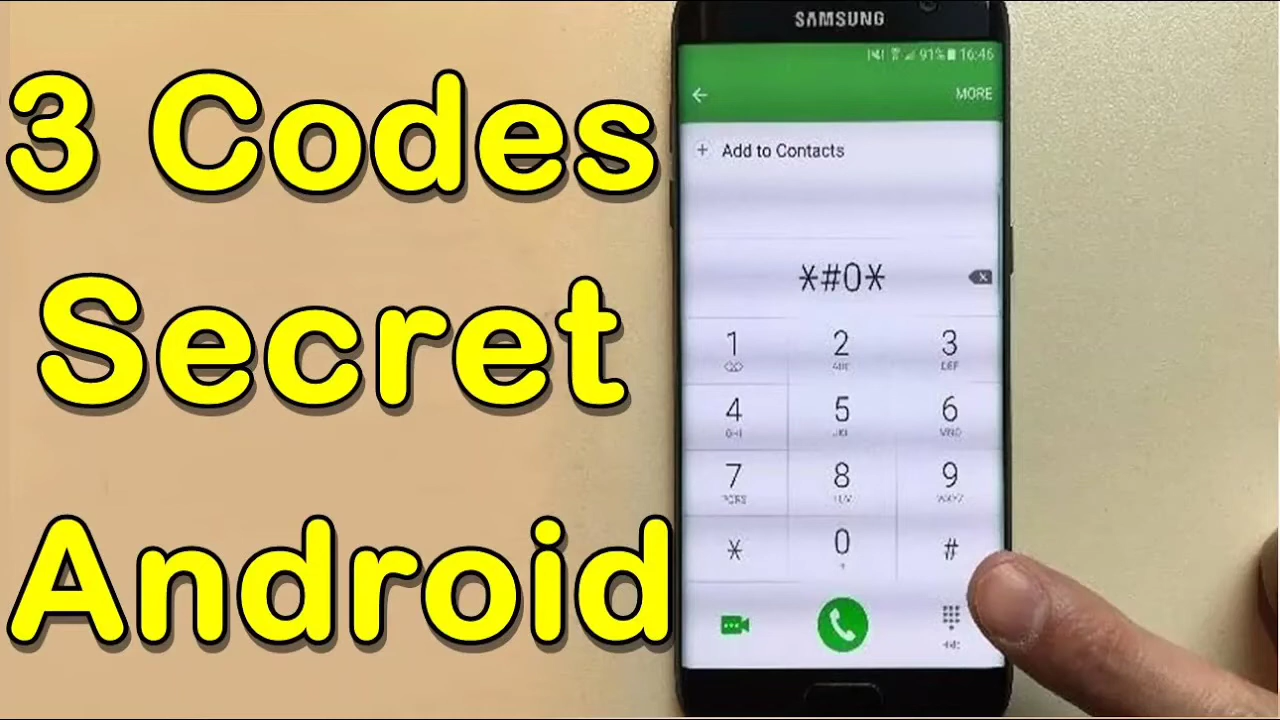 3 Codes
Secret
Android
SAMSUNG
91% 16:46
MORE
+ Add to Contacts
*#0*
1 2 3
ABC DEF
4 5 6
GHI JKL MNO
7 8 9
PQRS TUV WXYZ
* 0 #
+